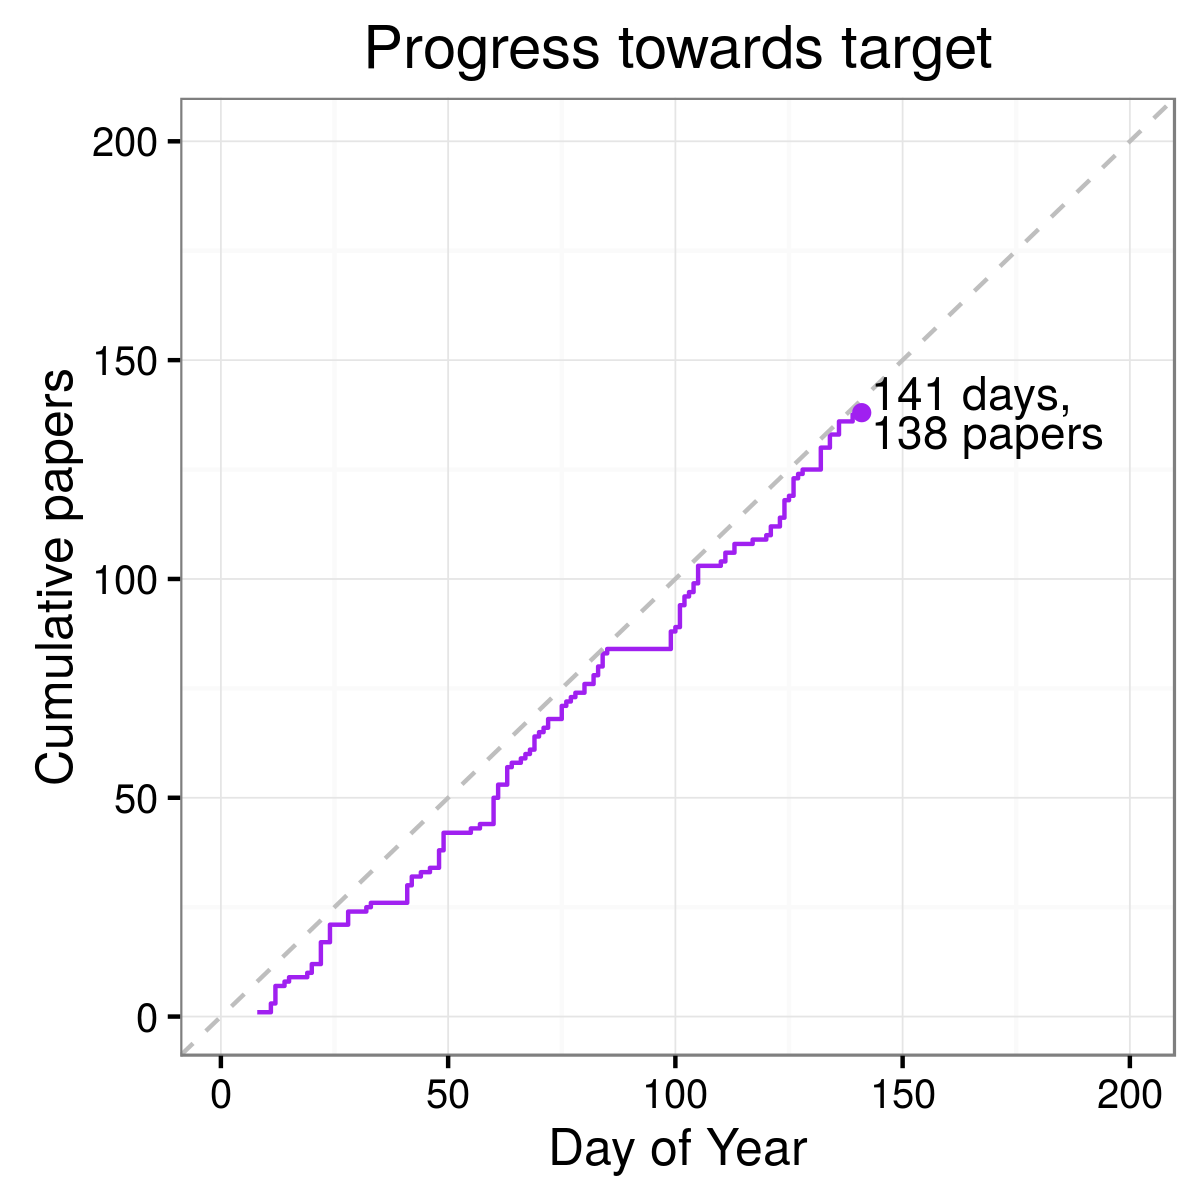 Progress towards target
200
150
100
50
0
Cumulative papers
141 days,
138 papers
0 50 100 150 200
Day of Year